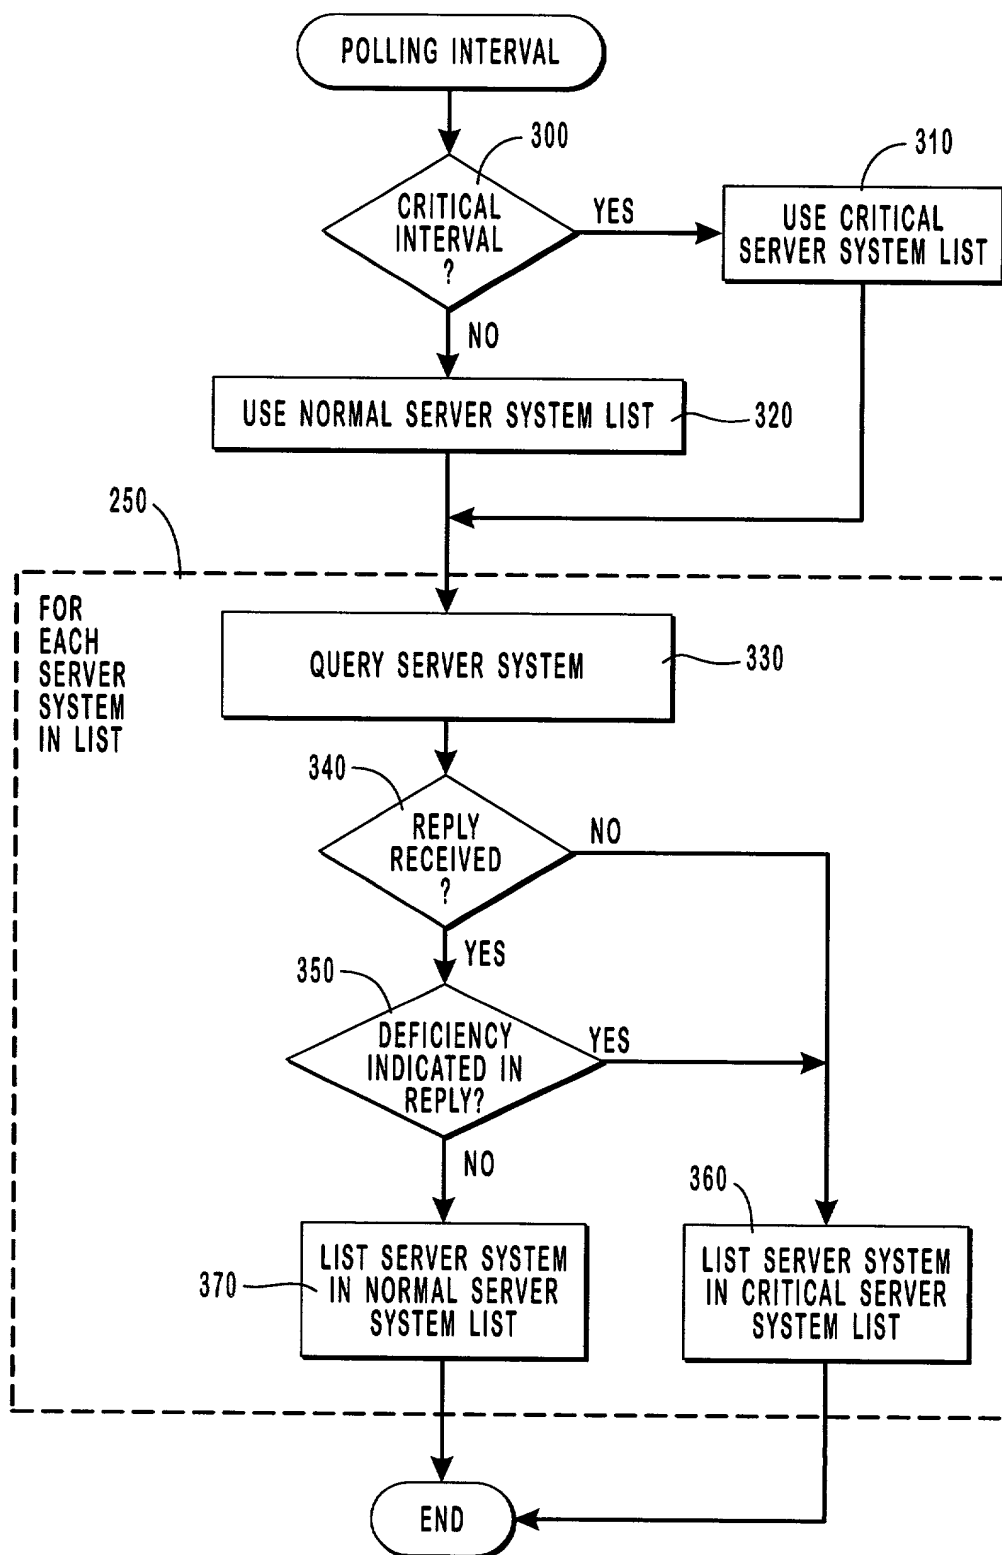 POLLING INTERVAL
300
310
CRITICAL
INTERVAL
?
YES
USE CRITICAL
SERVER SYSTEM LIST
NO
USE NORMAL SERVER SYSTEM LIST
320
250
FOR
EACH
SERVER
SYSTEM
IN LIST
QUERY SERVER SYSTEM
330
340
REPLY
RECEIVED
?
NO
YES
350
DEFICIENCY
INDICATED IN
REPLY?
YES
NO
360
370
LIST SERVER SYSTEM
IN NORMAL SERVER
SYSTEM LIST
LIST SERVER SYSTEM
IN CRITICAL SERVER
SYSTEM LIST
END